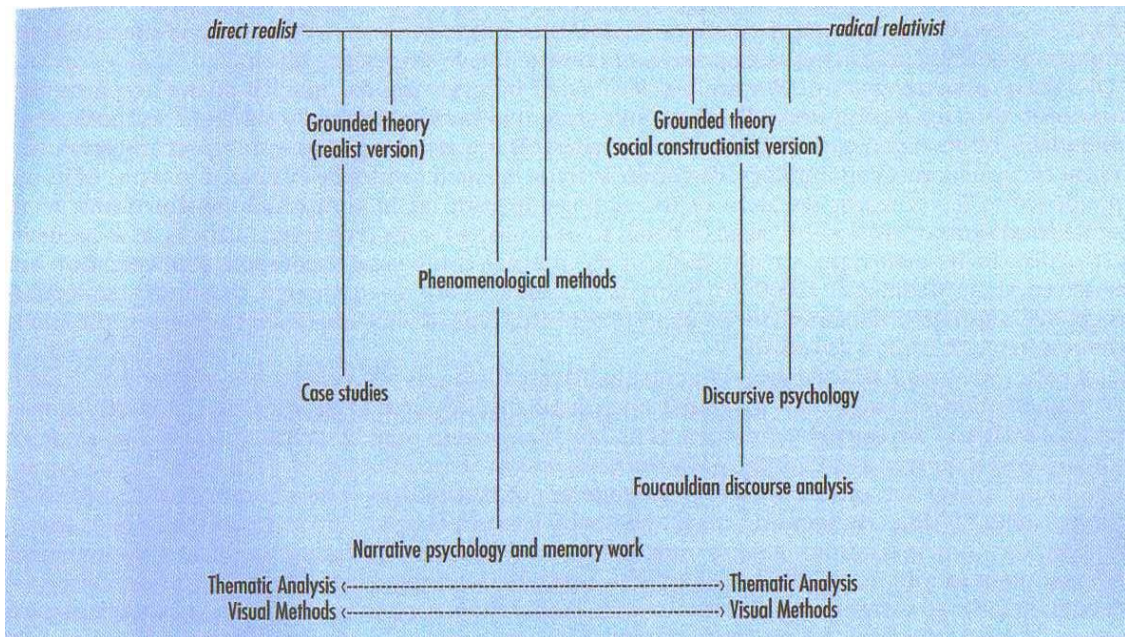 direct realist
radical relativist
Grounded theory
(realist version)
Grounded theory
(social constructionist version)
Phenomenological methods
Case studies
Discursive psychology
Foucauldian discourse analysis
Narrative psychology and memory work
Thematic Analysis
Thematic Analysis
Visual Methods
Visual Methods